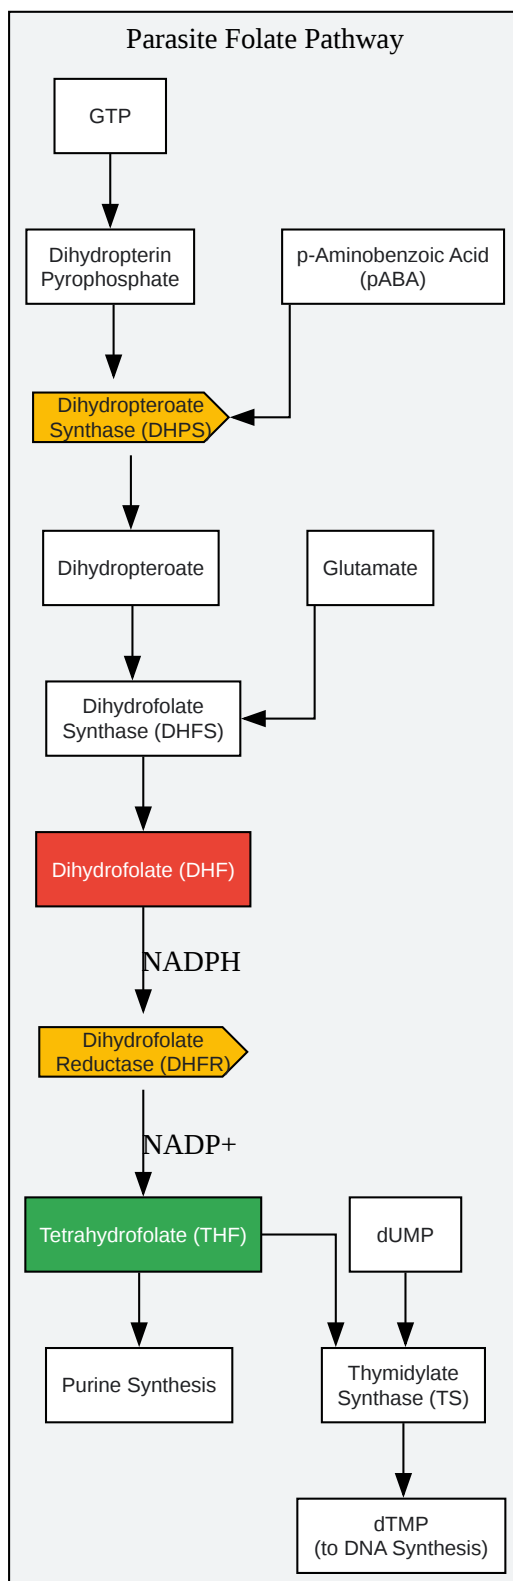 Parasite Folate Pathway
GTP
Dihydropterin
Pyrophosphate
p-Aminobenzoic Acid
(pABA)
Dihydropteroate
Synthase (DHPS)
Dihydropteroate
Glutamate
Dihydrofolate
Synthase (DHFS)
Dihydrofolate (DHF)
NADPH
Dihydrofolate
Reductase (DHFR)
NADP+
Tetrahydrofolate (THF)
dUMP
Purine Synthesis
Thymidylate
Synthase (TS)
dTMP
(to DNA Synthesis)